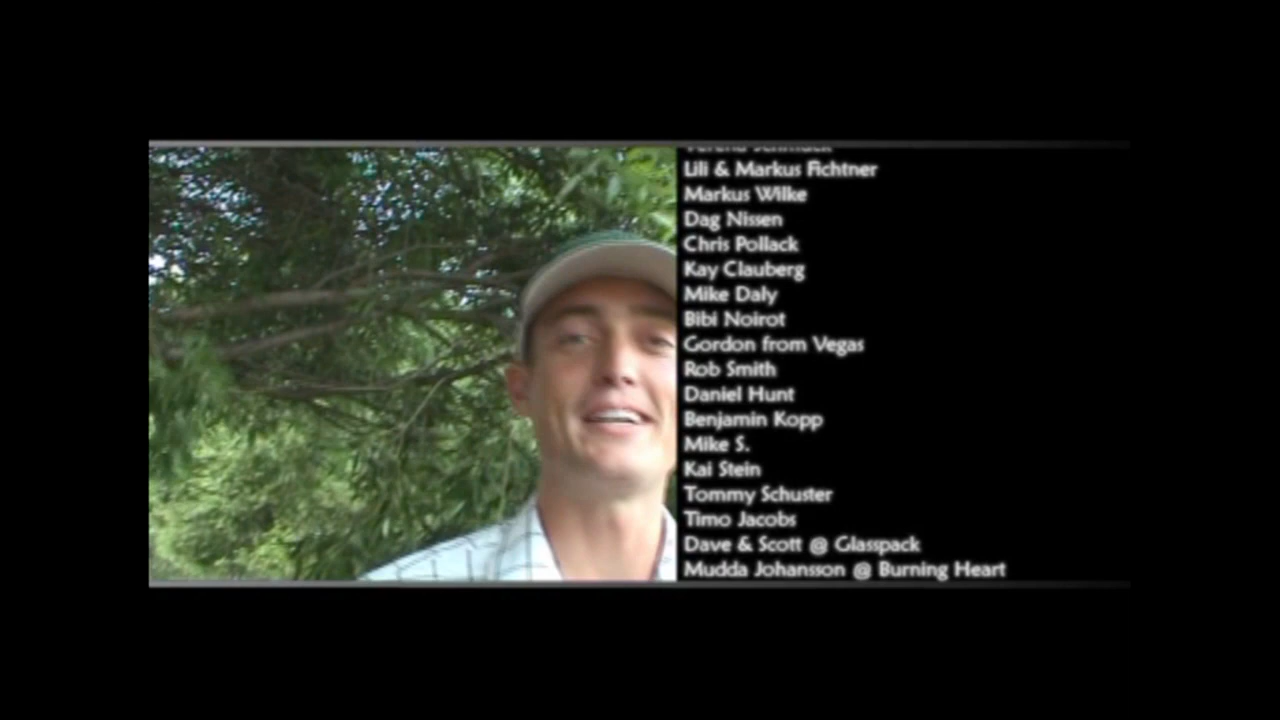 Lili & Markus Fichtner
Markus Wilke
Dag Nissen
Chris Pollack
Kay Clauberg
Mike Daly
Bibi Noirot
Gordon from Vegas
Rob Smith
Daniel Hunt
Benjamin Kopp
Mike S.
Kai Stein
Tommy Schuster
Timo Jacobs
Dave & Scott @ Glasspack
Mudda Johansson @ Burning Heart